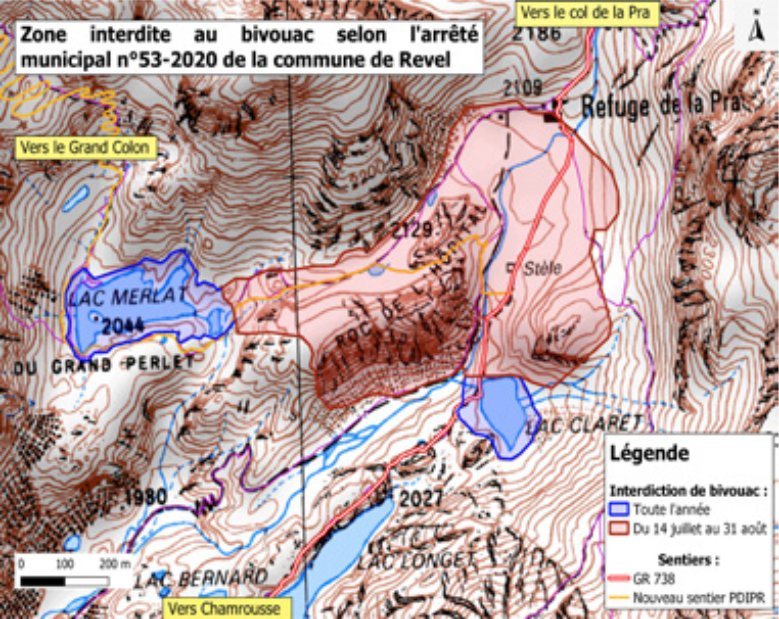 Vers le col de la Pra
Zone interdite au bivouac selon l'arrêté
municipal n°53-2020 de la commune de Revel
2186
2109
Refuge de la Pra
Vers le Grand Colon
2129
ROC DE L'HOPITAL
Stèle
LAC MERLAT
2044
DU GRAND PERLET
LAC CLARET
1980
2027
LAC LONGET
LAC BERNARD
Vers Chamrousse
0 100 200 m
A
Légende
Interdiction de bivouac :
Toute l'année
Du 14 juillet au 31 août
Sentiers :
GR 738
Nouveau sentier PDIPR